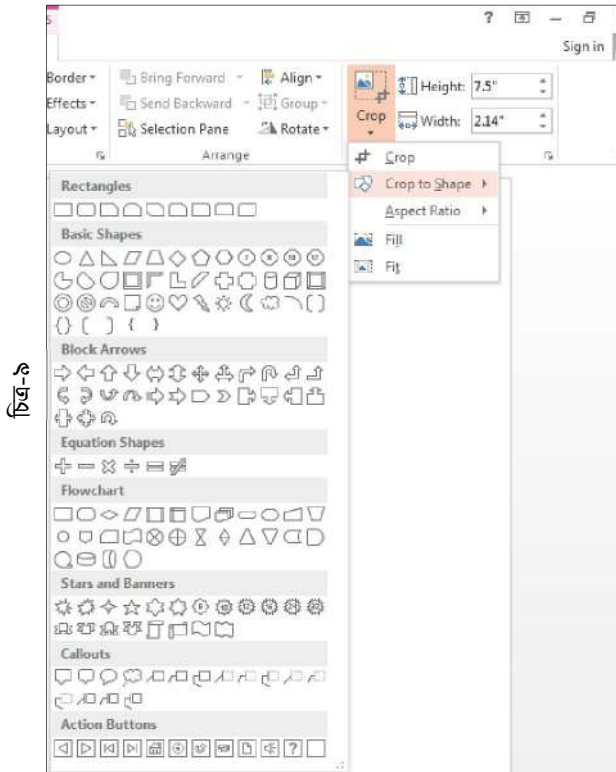 S ?
Sign in
Border Bring Forward Align Height: 7.5"
Effects Send Backward Group Crop Width: 2.14"
Layout Selection Pane Rotate
Arrange
Crop
Crop to Shape
Aspect Ratio
Fill
Fit
Rectangles
Basic Shapes
Block Arrows
Equation Shapes
Flowchart
Stars and Banners
Callouts
Action Buttons
?
চিত্র-৯